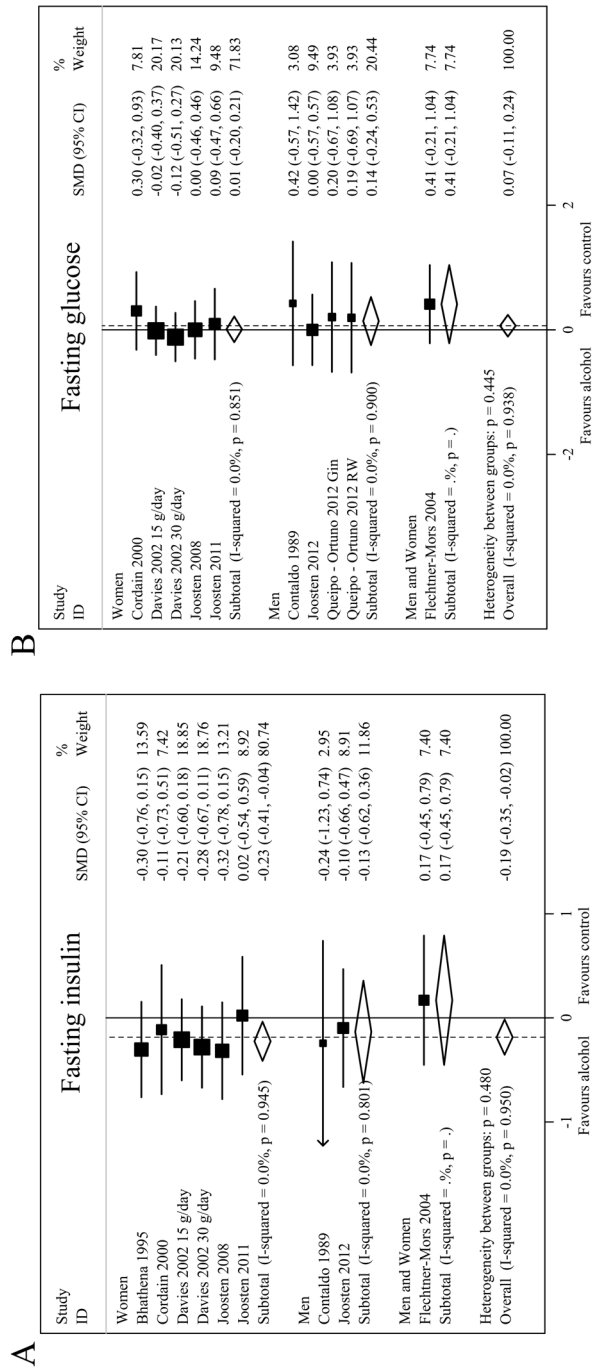 A
Fasting insulin
Study
ID SMD (95% CI) % Weight
Women
Bhathena 1995 -0.30 (-0.76, 0.15) 13.59
Cordain 2000 -0.11 (-0.73, 0.51) 7.42
Davies 2002 15 g/day -0.21 (-0.60, 0.18) 18.85
Davies 2002 30 g/day -0.28 (-0.67, 0.11) 18.76
Joosten 2008 -0.32 (-0.78, 0.15) 13.21
Joosten 2011 0.02 (-0.54, 0.59) 8.92
Subtotal (I-squared = 0.0%, p = 0.945) -0.23 (-0.41, -0.04) 80.74
Men
Contaldo 1989 -0.24 (-1.23, 0.74) 2.95
Joosten 2012 -0.10 (-0.66, 0.47) 8.91
Subtotal (I-squared = 0.0%, p = 0.801) -0.13 (-0.62, 0.36) 11.86
Men and Women
Flechtner-Mors 2004 0.17 (-0.45, 0.79) 7.40
Subtotal (I-squared = .%, p = .) 0.17 (-0.45, 0.79) 7.40
Heterogeneity between groups: p = 0.480
Overall (I-squared = 0.0%, p = 0.950) -0.19 (-0.35, -0.02) 100.00
-1 0 1
Favours alcohol Favours control
B
Fasting glucose
Study
ID SMD (95% CI) % Weight
Women
Cordain 2000 0.30 (-0.32, 0.93) 7.81
Davies 2002 15 g/day -0.02 (-0.40, 0.37) 20.17
Davies 2002 30 g/day -0.12 (-0.51, 0.27) 20.13
Joosten 2008 0.00 (-0.46, 0.46) 14.24
Joosten 2011 0.09 (-0.47, 0.66) 9.48
Subtotal (I-squared = 0.0%, p = 0.851) 0.01 (-0.20, 0.21) 71.83
Men
Contaldo 1989 0.42 (-0.57, 1.42) 3.08
Joosten 2012 0.00 (-0.57, 0.57) 9.49
Queipo - Ortuno 2012 Gin 0.20 (-0.67, 1.08) 3.93
Queipo - Ortuno 2012 RW 0.19 (-0.69, 1.07) 3.93
Subtotal (I-squared = 0.0%, p = 0.900) 0.14 (-0.24, 0.53) 20.44
Men and Women
Flechtner-Mors 2004 0.41 (-0.21, 1.04) 7.74
Subtotal (I-squared = .%, p = .) 0.41 (-0.21, 1.04) 7.74
Heterogeneity between groups: p = 0.445
Overall (I-squared = 0.0%, p = 0.938) 0.07 (-0.11, 0.24) 100.00
-2 0 2
Favours alcohol Favours control